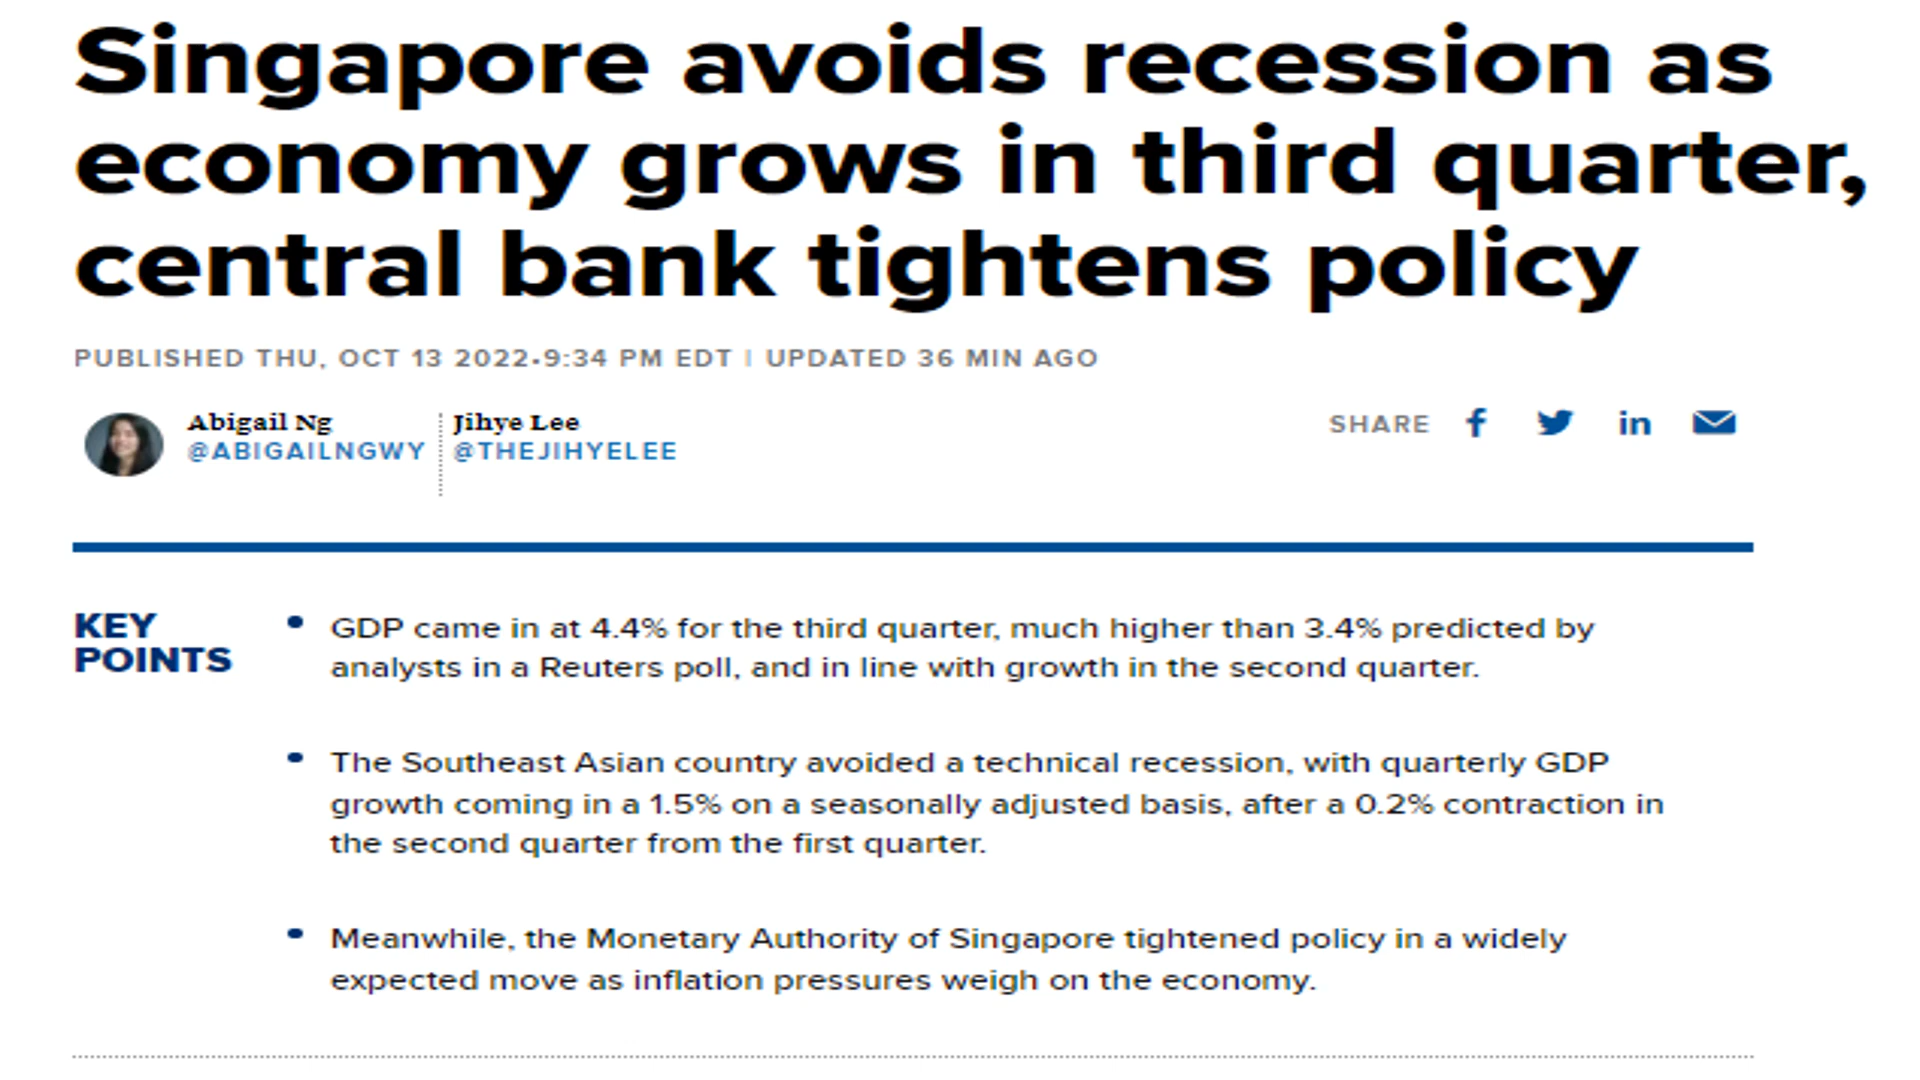 Singapore avoids recession as
economy grows in third quarter,
central bank tightens policy
PUBLISHED THU, OCT 13 2022•9:34 PM EDT | UPDATED 36 MIN AGO
Abigail Ng
@ABIGAILNGWY
Jihye Lee
@THEJIHYELEE
SHARE
KEY
POINTS
GDP came in at 4.4% for the third quarter, much higher than 3.4% predicted by
analysts in a Reuters poll, and in line with growth in the second quarter.
The Southeast Asian country avoided a technical recession, with quarterly GDP
growth coming in a 1.5% on a seasonally adjusted basis, after a 0.2% contraction in
the second quarter from the first quarter.
Meanwhile, the Monetary Authority of Singapore tightened policy in a widely
expected move as inflation pressures weigh on the economy.